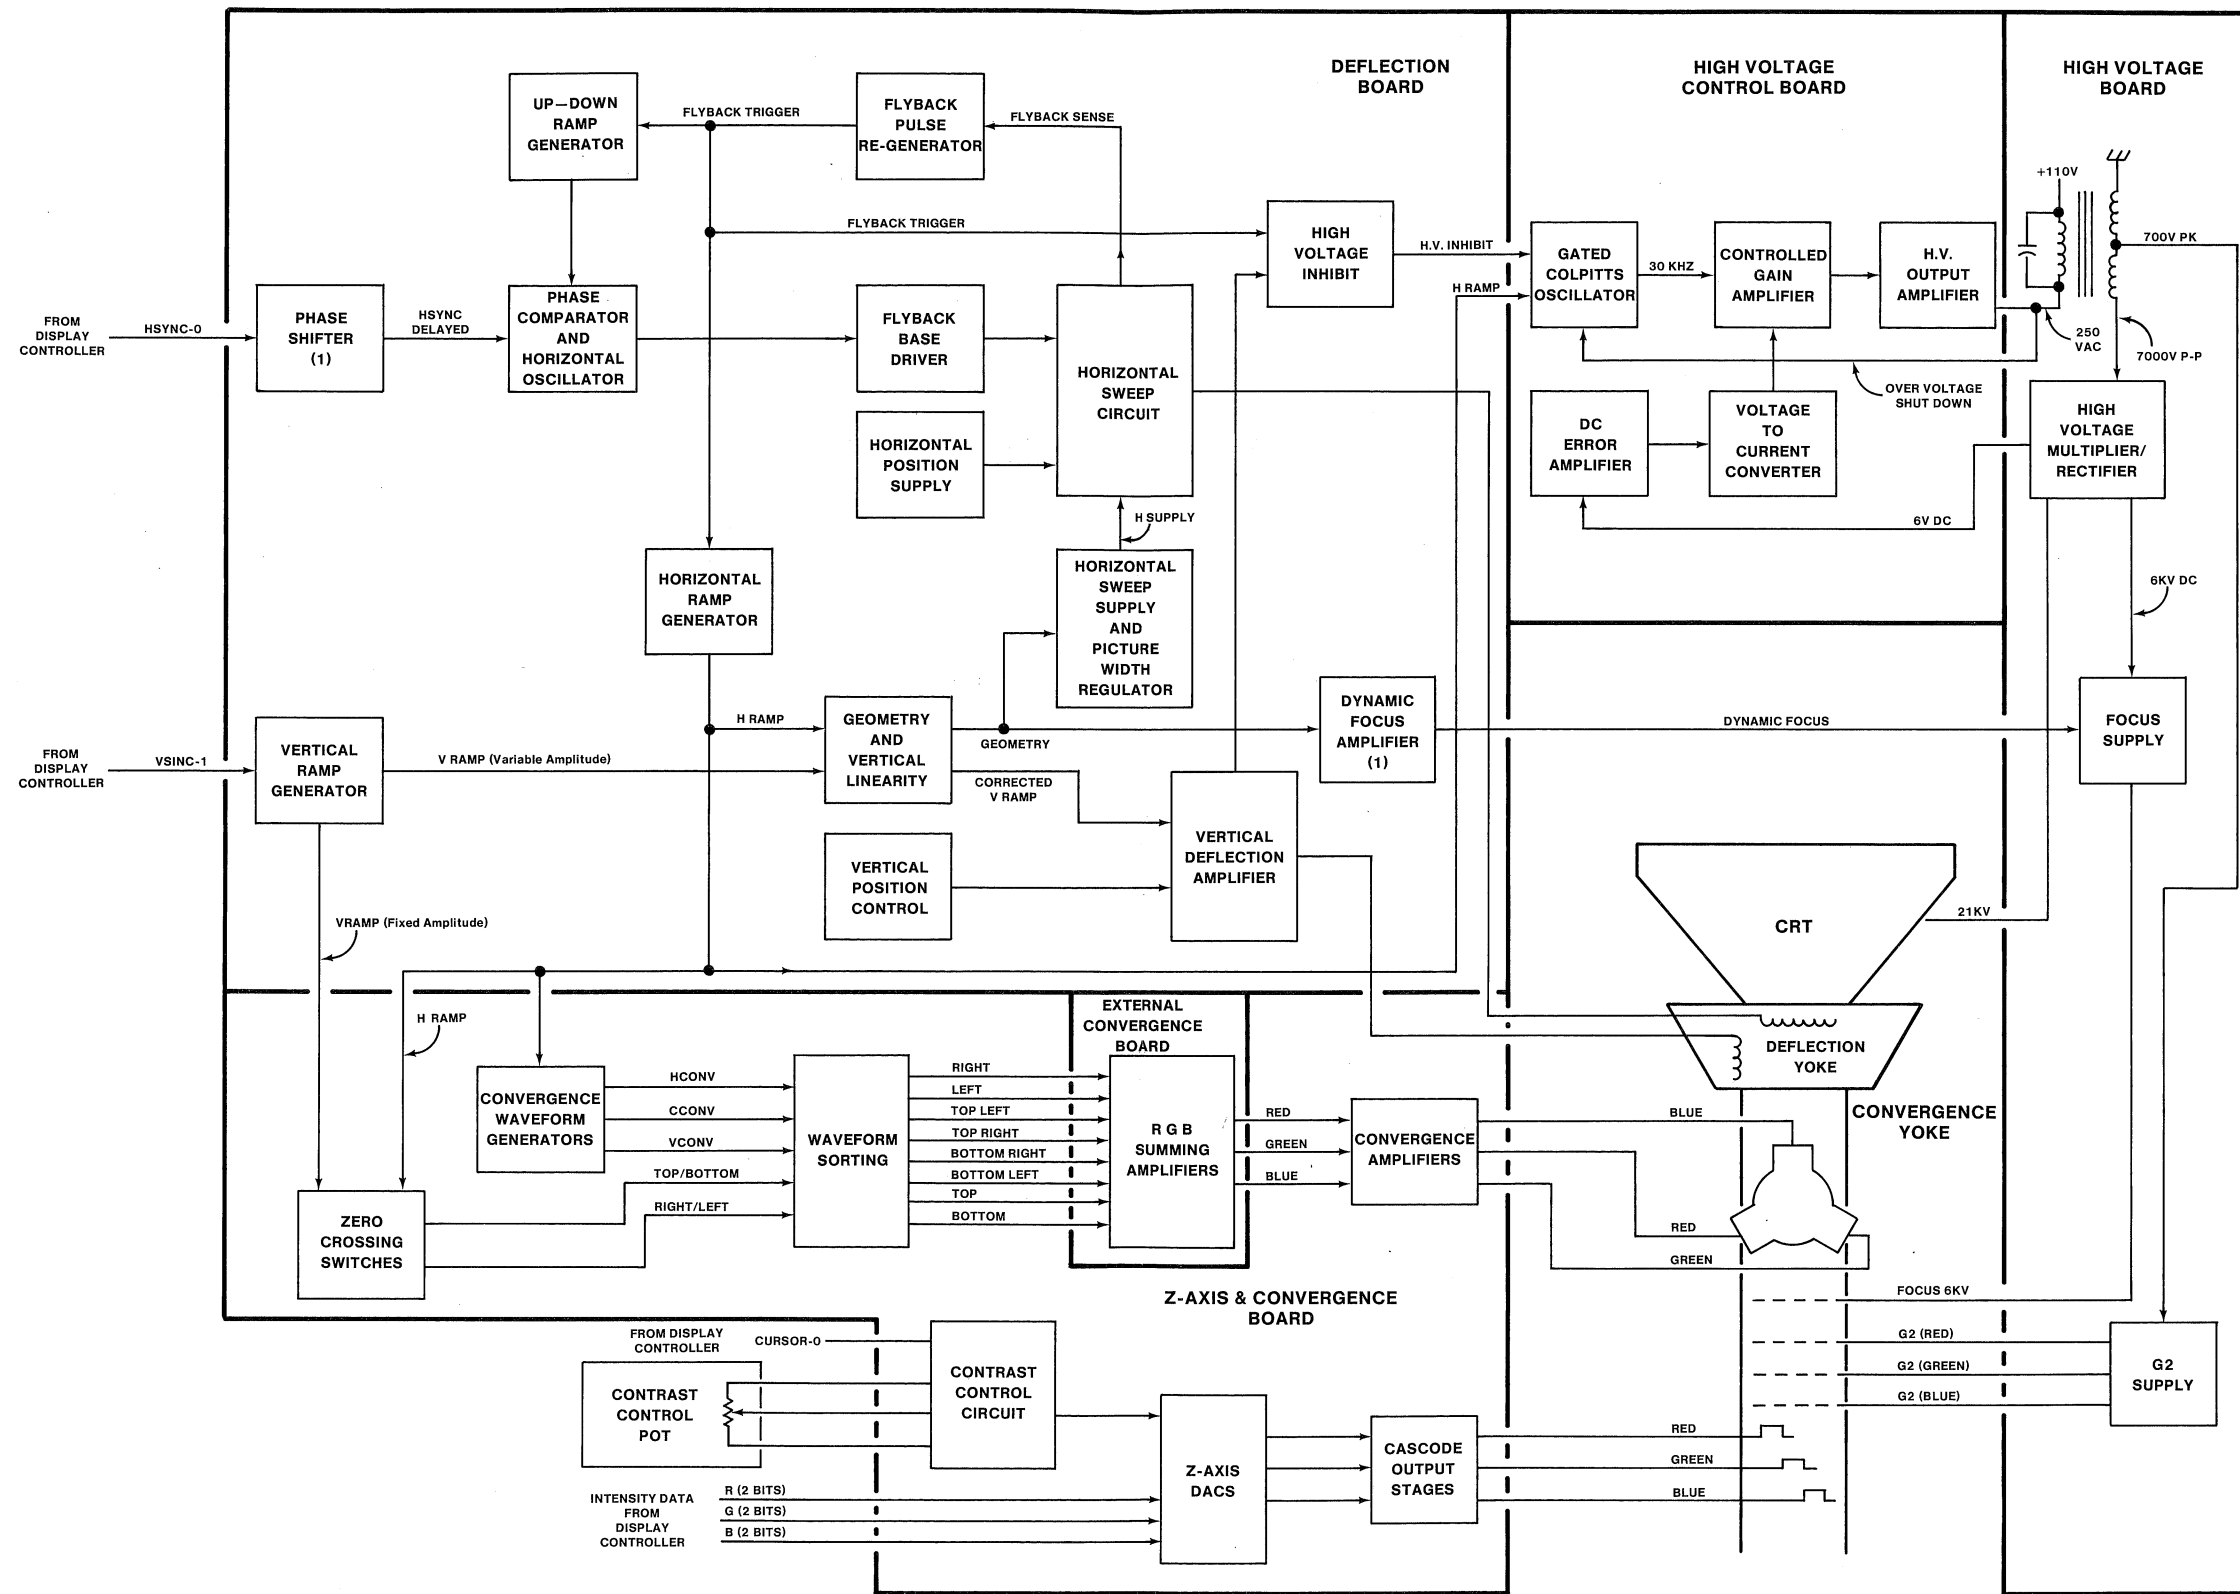 DEFLECTION
BOARD
HIGH VOLTAGE
CONTROL BOARD
HIGH VOLTAGE
BOARD
UP—DOWN
RAMP
GENERATOR
FLYBACK TRIGGER
FLYBACK
PULSE
RE-GENERATOR
FLYBACK SENSE
FLYBACK TRIGGER
HIGH
VOLTAGE
INHIBIT
H.V. INHIBIT
H RAMP
GATED
COLPITTS
OSCILLATOR
30 KHZ
CONTROLLED
GAIN
AMPLIFIER
H.V.
OUTPUT
AMPLIFIER
+110V
700V PK
250
VAC
7000V P-P
OVER VOLTAGE
SHUT DOWN
FROM
DISPLAY
CONTROLLER
HSYNC-0
PHASE
SHIFTER
(1)
HSYNC
DELAYED
PHASE
COMPARATOR
AND
HORIZONTAL
OSCILLATOR
FLYBACK
BASE
DRIVER
HORIZONTAL
SWEEP
CIRCUIT
HORIZONTAL
POSITION
SUPPLY
DC
ERROR
AMPLIFIER
VOLTAGE
TO
CURRENT
CONVERTER
HIGH
VOLTAGE
MULTIPLIER/
RECTIFIER
6V DC
H SUPPLY
HORIZONTAL
RAMP
GENERATOR
HORIZONTAL
SWEEP
SUPPLY
AND
PICTURE
WIDTH
REGULATOR
6KV DC
FROM
DISPLAY
CONTROLLER
VSINC-1
VERTICAL
RAMP
GENERATOR
V RAMP (Variable Amplitude)
H RAMP
GEOMETRY
AND
VERTICAL
LINEARITY
GEOMETRY
CORRECTED
V RAMP
DYNAMIC
FOCUS
AMPLIFIER
(1)
DYNAMIC FOCUS
FOCUS
SUPPLY
VERTICAL
POSITION
CONTROL
VERTICAL
DEFLECTION
AMPLIFIER
VRAMP (Fixed Amplitude)
CRT
21KV
H RAMP
EXTERNAL
CONVERGENCE
BOARD
DEFLECTION
YOKE
CONVERGENCE
YOKE
CONVERGENCE
WAVEFORM
GENERATORS
HCONV
CCONV
VCONV
TOP/BOTTOM
RIGHT/LEFT
WAVEFORM
SORTING
RIGHT
LEFT
TOP LEFT
TOP RIGHT
BOTTOM RIGHT
BOTTOM LEFT
TOP
BOTTOM
R G B
SUMMING
AMPLIFIERS
RED
GREEN
BLUE
CONVERGENCE
AMPLIFIERS
BLUE
RED
GREEN
ZERO
CROSSING
SWITCHES
Z-AXIS & CONVERGENCE
BOARD
FOCUS 6KV
G2 (RED)
G2 (GREEN)
G2 (BLUE)
G2
SUPPLY
FROM DISPLAY
CONTROLLER
CURSOR-O
CONTRAST
CONTROL
POT
CONTRAST
CONTROL
CIRCUIT
Z-AXIS
DACS
CASCODE
OUTPUT
STAGES
RED
GREEN
BLUE
INTENSITY DATA
FROM
DISPLAY
CONTROLLER
R (2 BITS)
G (2 BITS)
B (2 BITS)